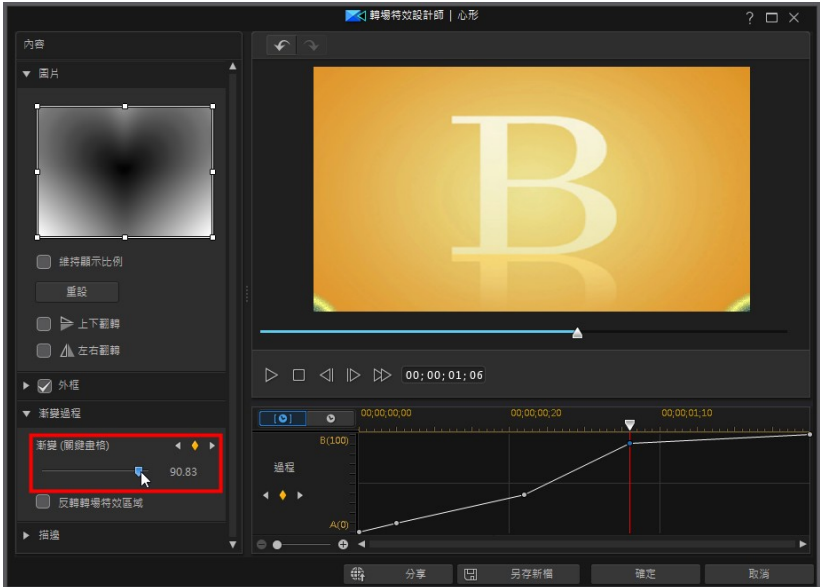 轉場特效設計師 | 心形
內容
圖片
維持顯示比例
重設
上下翻轉
左右翻轉
外框
漸變過程
漸變 (關鍵畫格)
90.83
反轉轉場特效區域
描邊
B
00;00;01;06
00;00;00;00 00;00;00;20 00;00;01;10
B(100)
過程
A(0)
分享 另存新檔 確定 取消